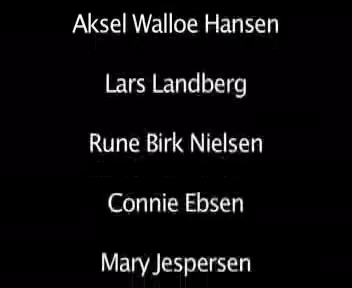 Aksel Walloe Hansen
Lars Landberg
Rune Birk Nielsen
Connie Ebsen
Mary Jespersen